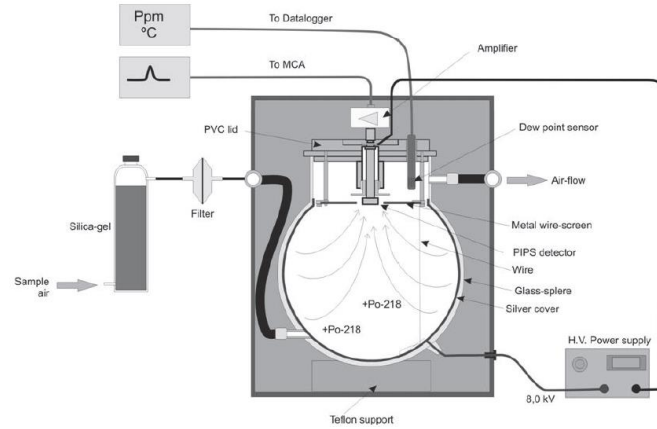 Ppm
ºC
To Datalogger
To MCA
Amplifier
PVC lid
Dew point sensor
Air-flow
Silica-gel
Filter
Metal wire-screen
PIPS detector
Wire
Sample
air
Glass-splere
Silver cover
+Po-218
+Po-218
H.V. Power supply
8,0 kV
Teflon support